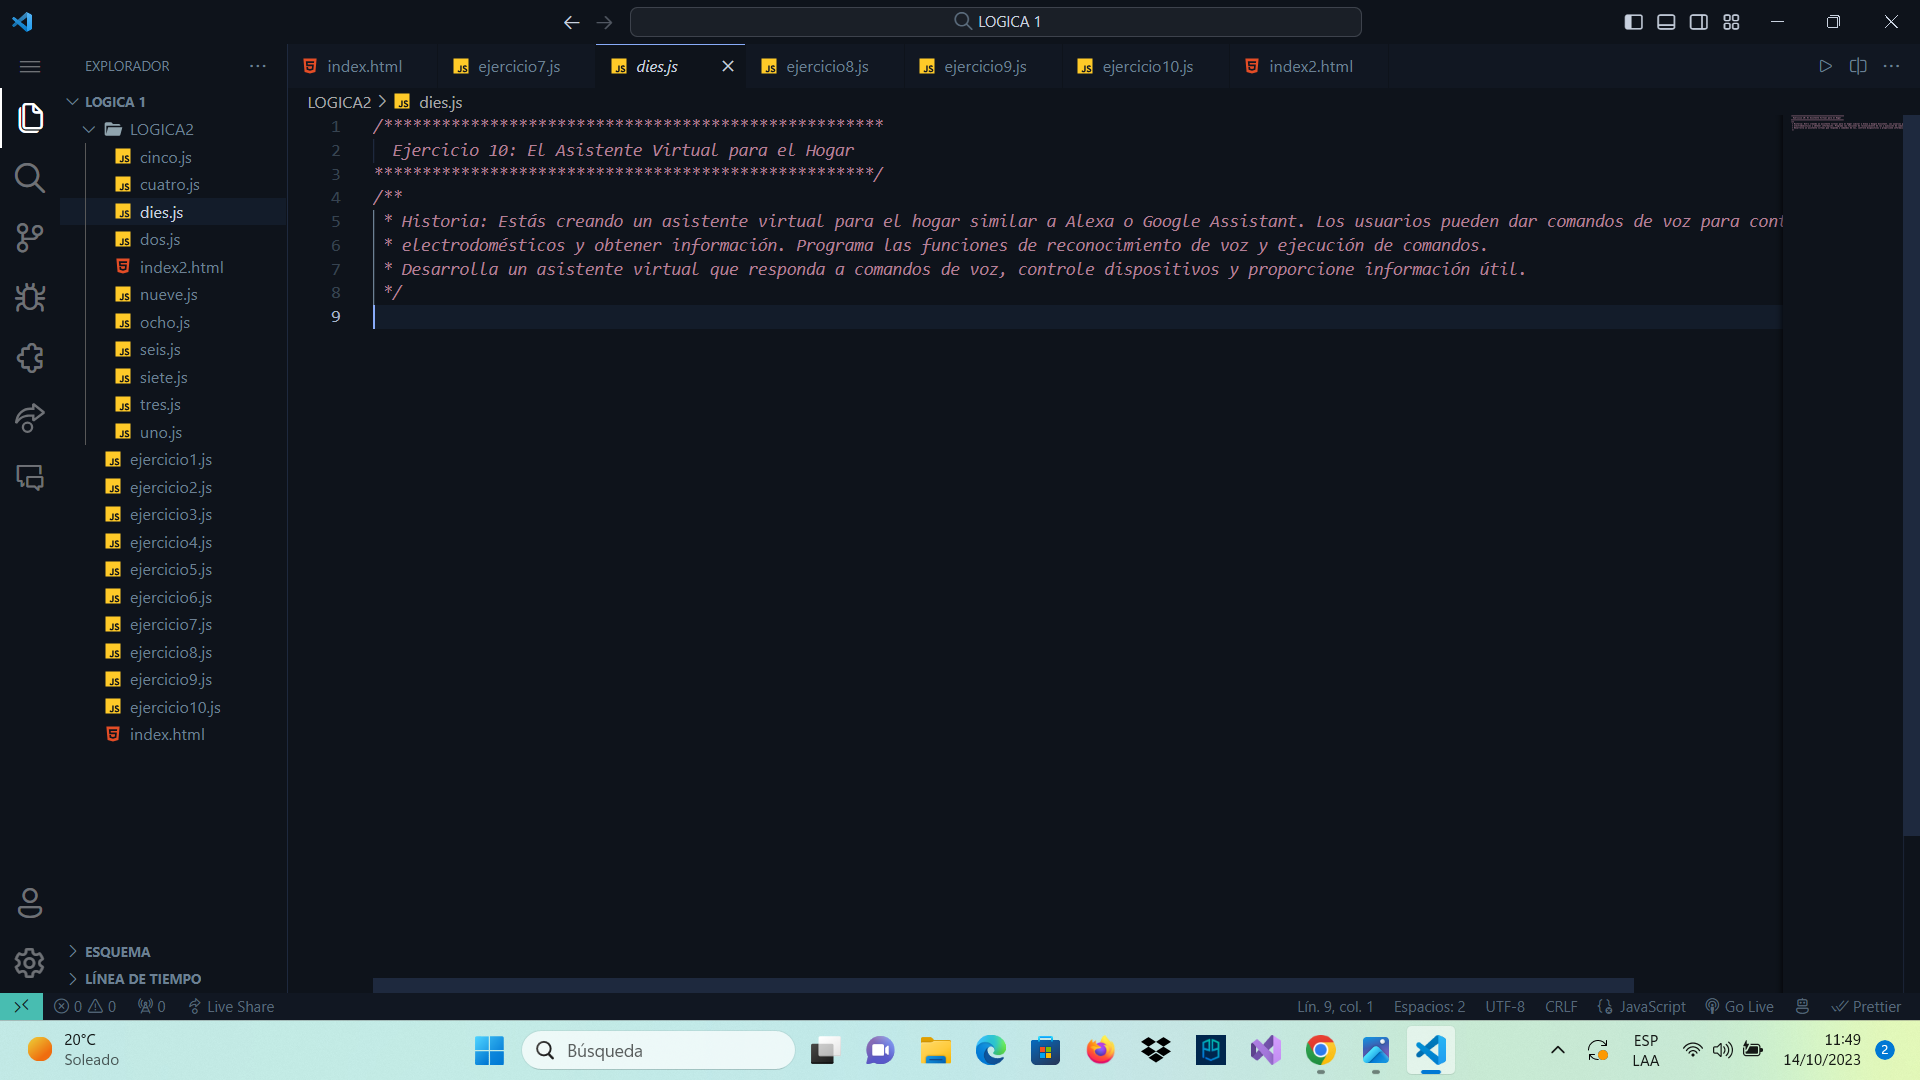 LOGICA 1
EXPLORADOR
index.html
ejercicio7.js
dies.js
ejercicio8.js
ejercicio9.js
ejercicio10.js
index2.html
LOGICA 1
LOGICA2
cinco.js
cuatro.js
dies.js
dos.js
index2.html
nueve.js
ocho.js
seis.js
siete.js
tres.js
uno.js
ejercicio1.js
ejercicio2.js
ejercicio3.js
ejercicio4.js
ejercicio5.js
ejercicio6.js
ejercicio7.js
ejercicio8.js
ejercicio9.js
ejercicio10.js
index.html
ESQUEMA
LÍNEA DE TIEMPO
LOGICA2 > dies.js
1 /****************************************************
2 Ejercicio 10: El Asistente Virtual para el Hogar
3 ****************************************************/
4 /**
5 * Historia: Estás creando un asistente virtual para el hogar similar a Alexa o Google Assistant. Los usuarios pueden dar comandos de voz para cont
6 * electrodomésticos y obtener información. Programa las funciones de reconocimiento de voz y ejecución de comandos.
7 * Desarrolla un asistente virtual que responda a comandos de voz, controle dispositivos y proporcione información útil.
8 */
9
0 0 0 Live Share
Lín. 9, col. 1 Espacios: 2 UTF-8 CRLF {} JavaScript Go Live Prettier
20°C
Soleado
Búsqueda
ESP
LAA
11:49
14/10/2023
2